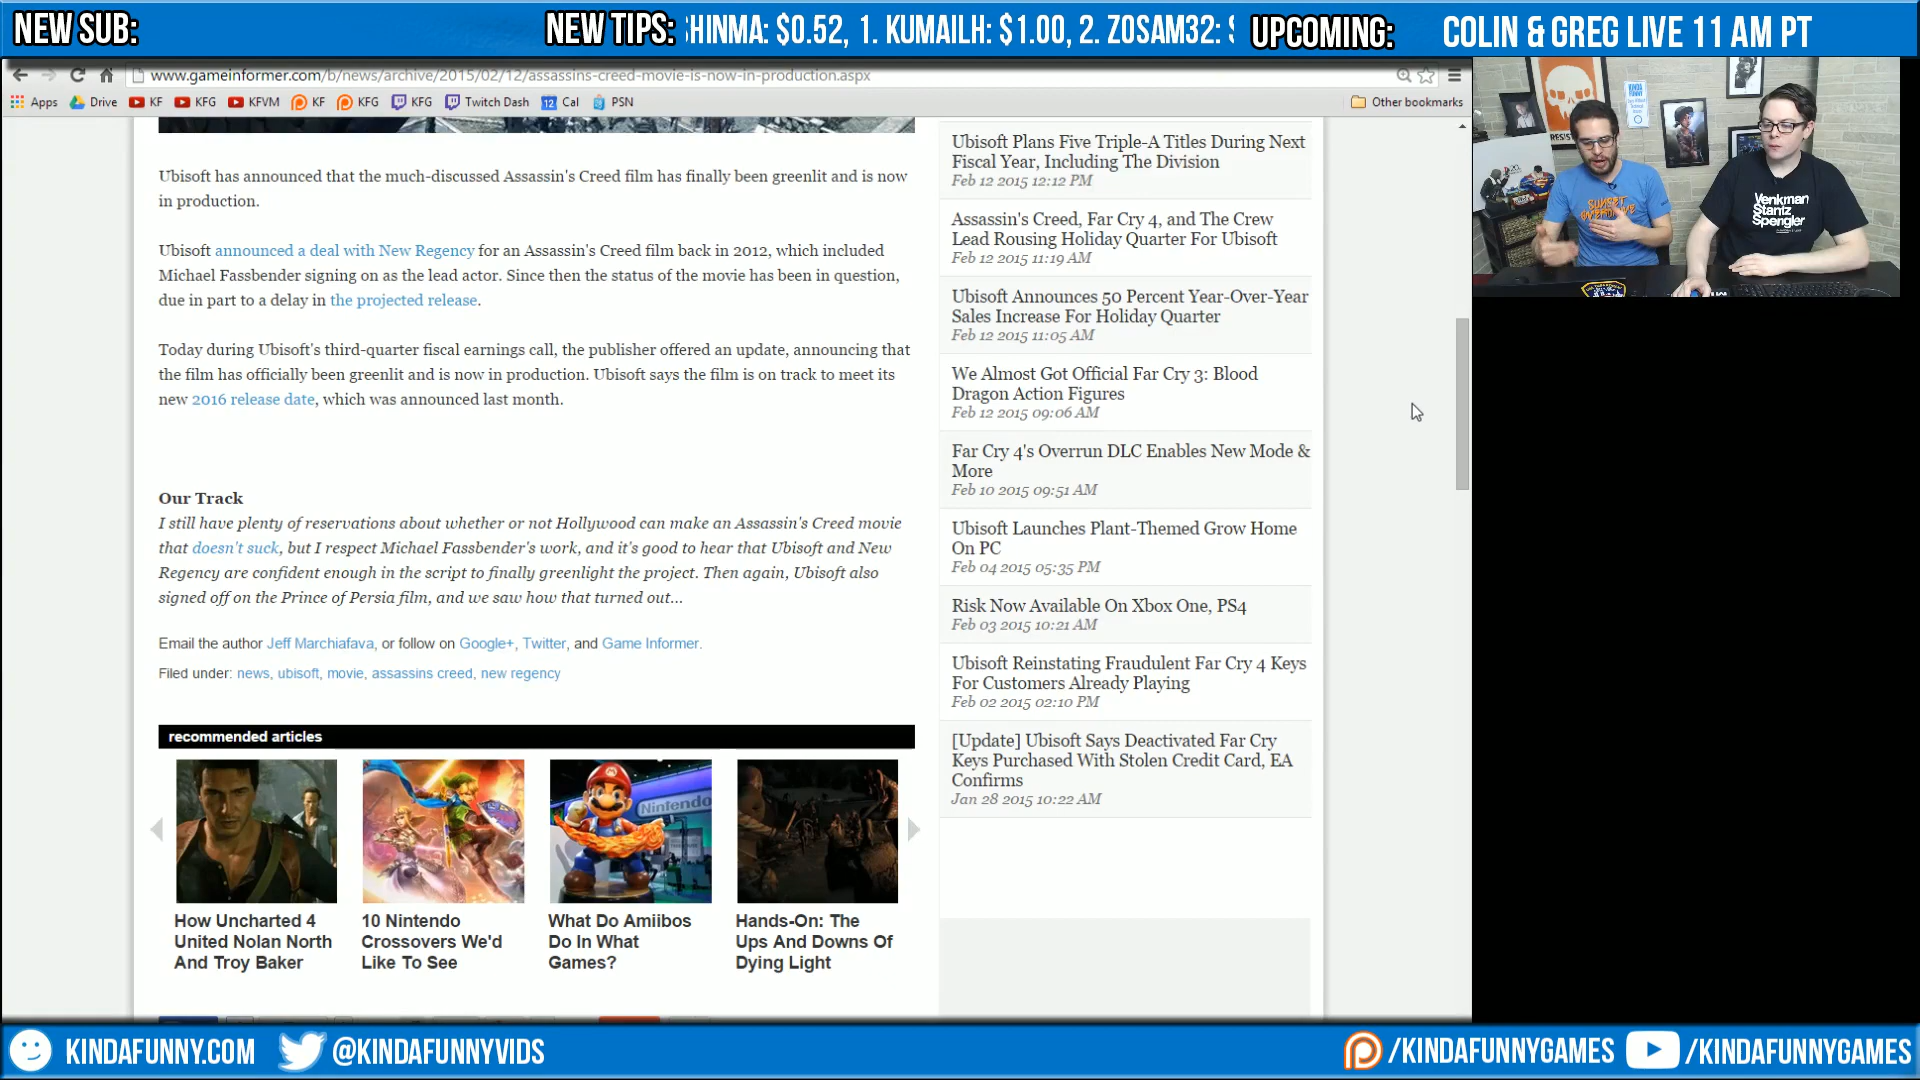 NEW SUB:
NEW TIPS: SHINMA: $0.52, 1. KUMAILH: $1.00, 2. Z0SAM32: $
UPCOMING: COLIN & GREG LIVE 11 AM PT
www.gameinformer.com/b/news/archive/2015/02/12/assassins-creed-movie-is-now-in-production.aspx
Apps Drive KF KFG KFVM KF KFG KFG Twitch Dash 12 Cal PSN Other bookmarks
Ubisoft has announced that the much-discussed Assassin's Creed film has finally been greenlit and is now
in production.
Ubisoft announced a deal with New Regency for an Assassin's Creed film back in 2012, which included
Michael Fassbender signing on as the lead actor. Since then the status of the movie has been in question,
due in part to a delay in the projected release.
Today during Ubisoft's third-quarter fiscal earnings call, the publisher offered an update, announcing that
the film has officially been greenlit and is now in production. Ubisoft says the film is on track to meet its
new 2016 release date, which was announced last month.
Our Track
I still have plenty of reservations about whether or not Hollywood can make an Assassin's Creed movie
that doesn't suck, but I respect Michael Fassbender's work, and it's good to hear that Ubisoft and New
Regency are confident enough in the script to finally greenlight the project. Then again, Ubisoft also
signed off on the Prince of Persia film, and we saw how that turned out...
Email the author Jeff Marchiafava, or follow on Google+, Twitter, and Game Informer.
Filed under: news, ubisoft, movie, assassins creed, new regency
recommended articles
Nintendo
How Uncharted 4
United Nolan North
And Troy Baker
10 Nintendo
Crossovers We'd
Like To See
What Do Amiibos
Do In What
Games?
Hands-On: The
Ups And Downs Of
Dying Light
Ubisoft Plans Five Triple-A Titles During Next
Fiscal Year, Including The Division
Feb 12 2015 12:12 PM
Assassin's Creed, Far Cry 4, and The Crew
Lead Rousing Holiday Quarter For Ubisoft
Feb 12 2015 11:19 AM
Ubisoft Announces 50 Percent Year-Over-Year
Sales Increase For Holiday Quarter
Feb 12 2015 11:05 AM
We Almost Got Official Far Cry 3: Blood
Dragon Action Figures
Feb 12 2015 09:06 AM
Far Cry 4's Overrun DLC Enables New Mode &
More
Feb 10 2015 09:51 AM
Ubisoft Launches Plant-Themed Grow Home
On PC
Feb 04 2015 05:35 PM
Risk Now Available On Xbox One, PS4
Feb 03 2015 10:21 AM
Ubisoft Reinstating Fraudulent Far Cry 4 Keys
For Customers Already Playing
Feb 02 2015 02:10 PM
[Update] Ubisoft Says Deactivated Far Cry
Keys Purchased With Stolen Credit Card, EA
Confirms
Jan 28 2015 10:22 AM
RESIST
SUNSET
OVERDRIVE
Venkman
Stantz
Spengler
KINDAFUNNY.COM @KINDAFUNNYVIDS /KINDAFUNNYGAMES /KINDAFUNNYGAMES